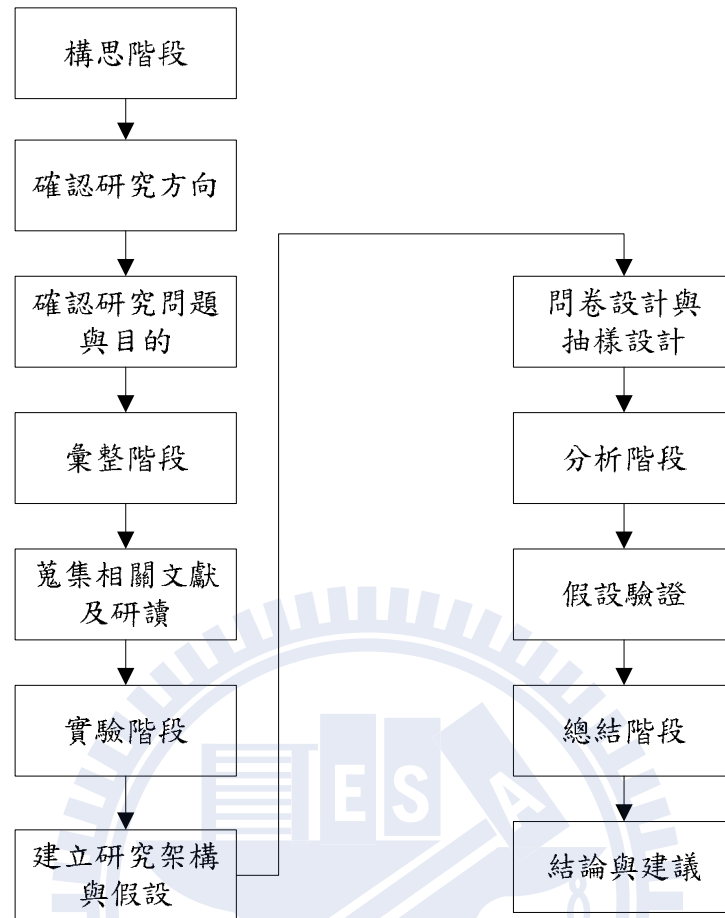 構思階段
確認研究方向
確認研究問題
與目的
彙整階段
蒐集相關文獻
及研讀
實驗階段
建立研究架構
與假設
問卷設計與
抽樣設計
分析階段
假設驗證
總結階段
結論與建議
E
S
A